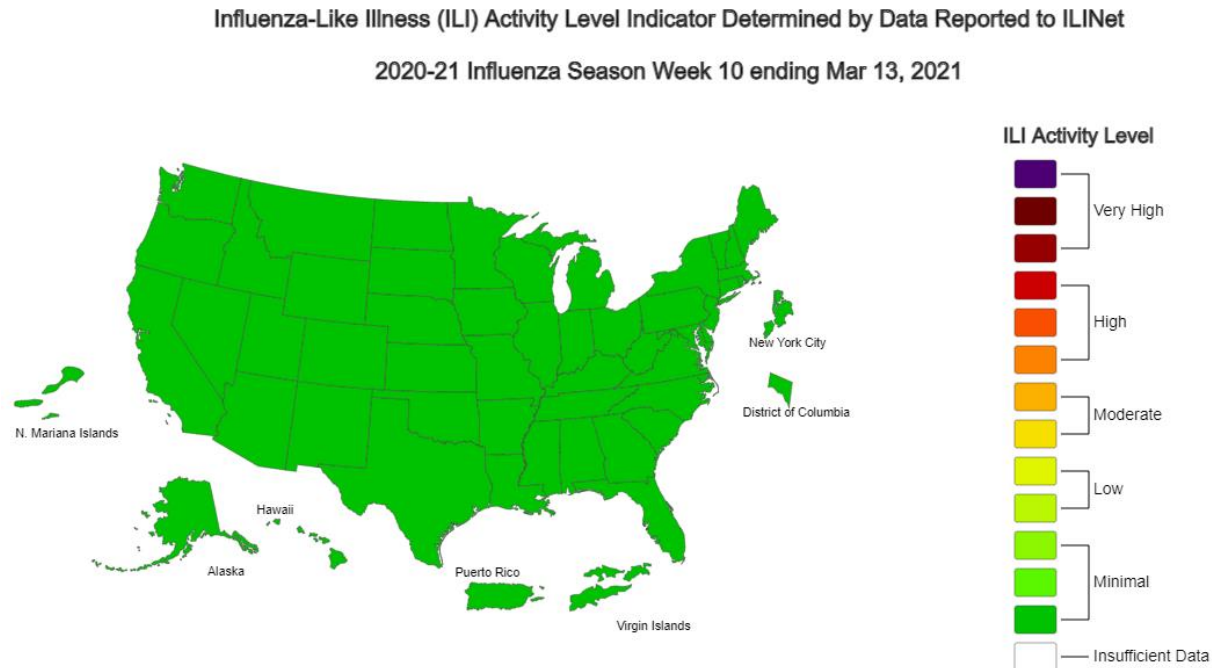 Influenza-Like Illness (ILI) Activity Level Indicator Determined by Data Reported to ILINet
2020-21 Influenza Season Week 10 ending Mar 13, 2021
ILI Activity Level
Very High
High
Moderate
Low
Minimal
Insufficient Data
New York City
District of Columbia
N. Mariana Islands
Hawaii
Alaska
Puerto Rico
Virgin Islands